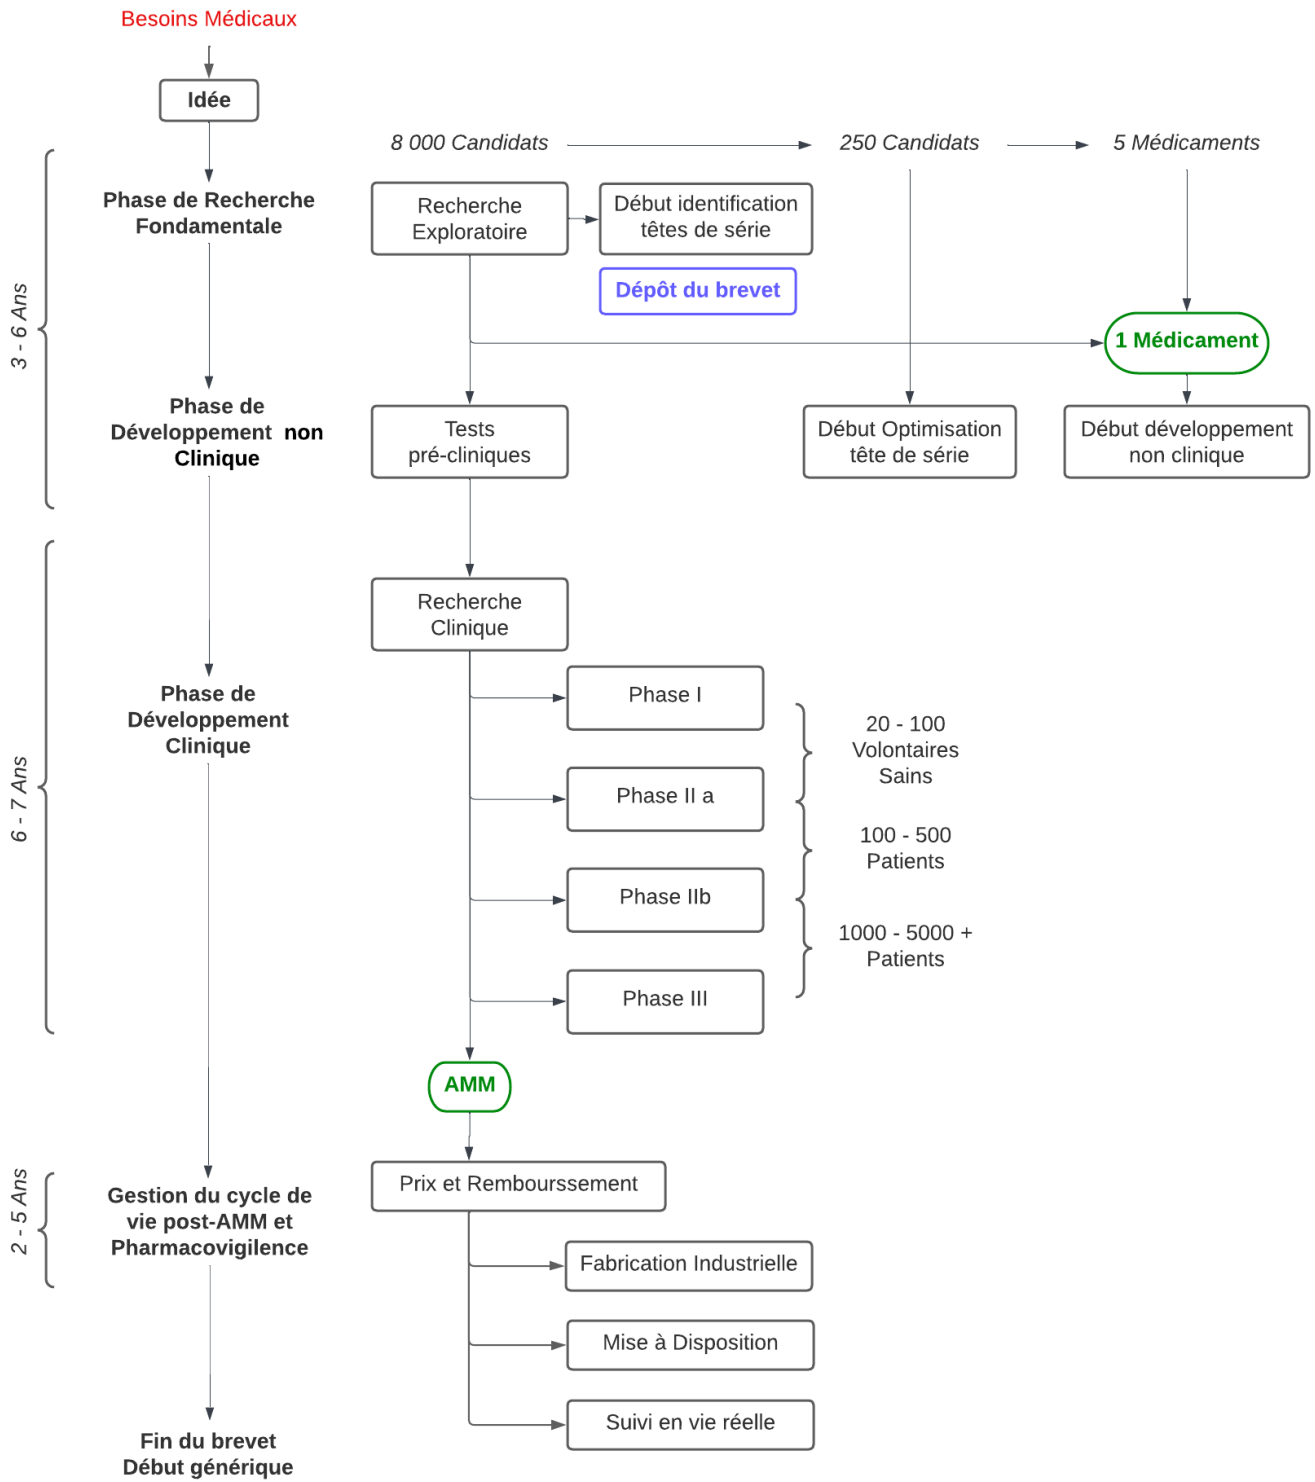 Besoins Médicaux
Idée
8 000 Candidats
250 Candidats
5 Médicaments
3 - 6 Ans
Phase de Recherche
Fondamentale
Recherche
Exploratoire
Début identification
têtes de série
Dépôt du brevet
1 Médicament
Phase de
Développement non
Clinique
Tests
pré-cliniques
Début Optimisation
tête de série
Début développement
non clinique
6 - 7 Ans
Phase de
Développement
Clinique
Recherche
Clinique
Phase I
20 - 100
Volontaires
Sains
Phase II a
100 - 500
Patients
Phase IIb
1000 - 5000 +
Patients
Phase III
AMM
2 - 5 Ans
Gestion du cycle de
vie post-AMM et
Pharmacovigilence
Prix et Rembourssement
Fabrication Industrielle
Mise à Disposition
Suivi en vie réelle
Fin du brevet
Début générique